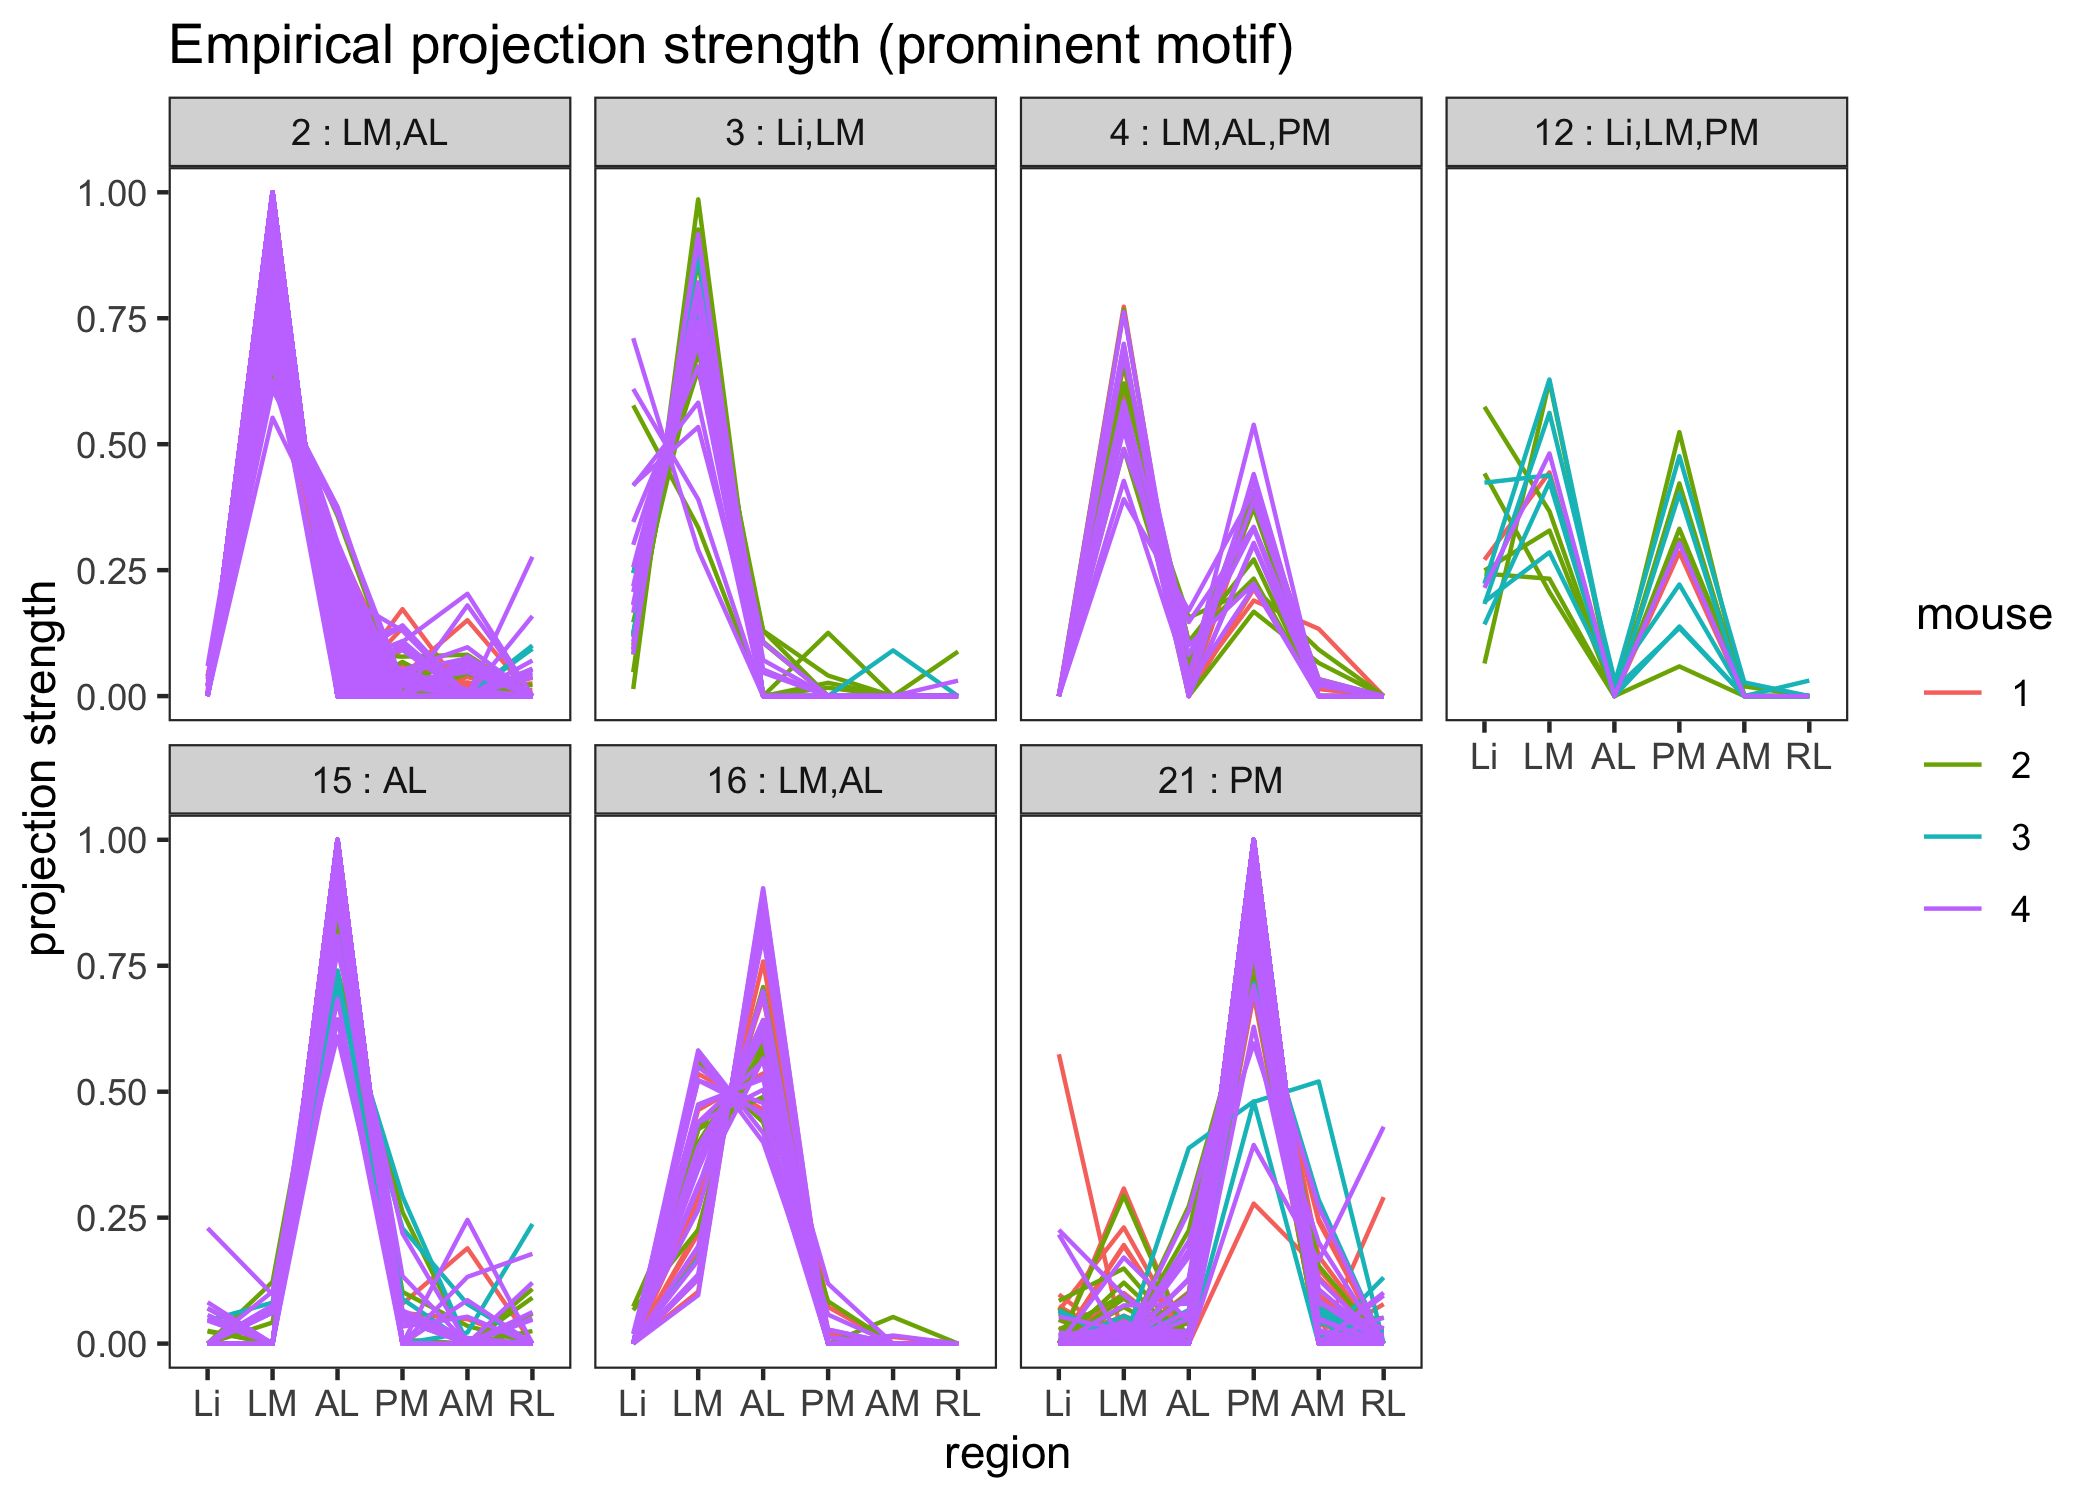 Empirical projection strength (prominent motif)
2 : LM,AL
3 : Li,LM
4 : LM,AL,PM
12 : Li,LM,PM
1.00
0.75
0.50
0.25
0.00
Li LM AL PM AM RL
15 : AL
16 : LM,AL
21 : PM
1.00
0.75
0.50
0.25
0.00
Li LM AL PM AM RL
Li LM AL PM AM RL
Li LM AL PM AM RL
region
projection strength
mouse
1
2
3
4